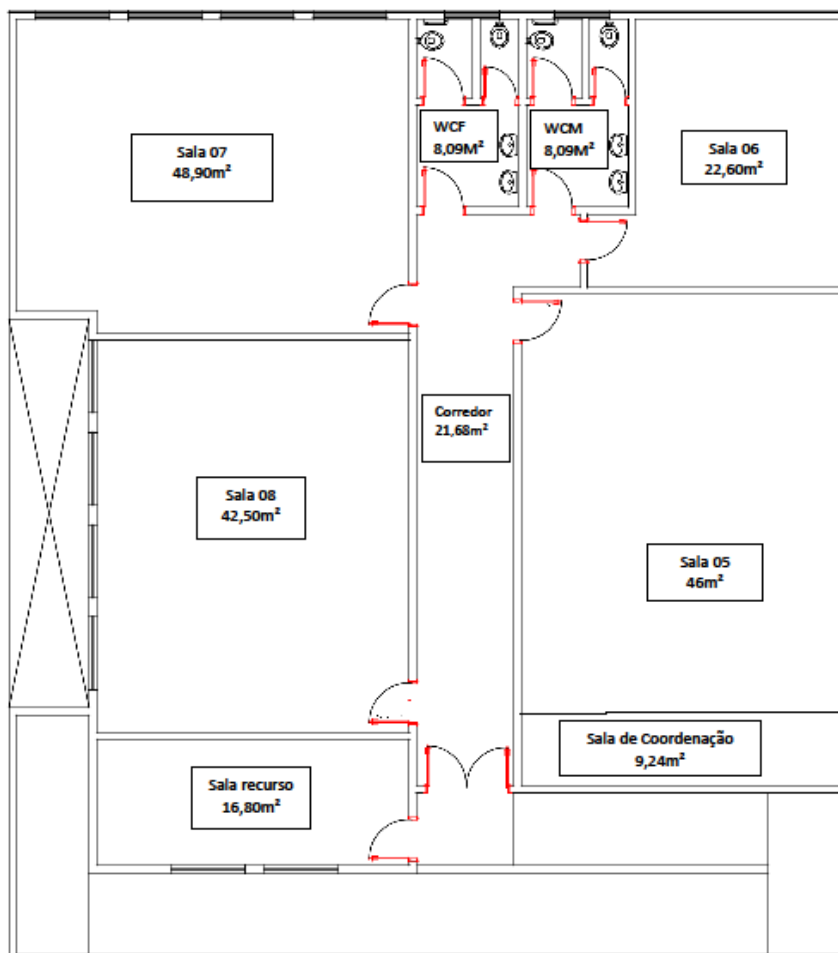 WCF
8,09M²
WCM
8,09M²
Sala 07
48,90m²
Sala 06
22,60m²
Corredor
21,68m²
Sala 08
42,50m²
Sala 05
46m²
Sala de Coordenação
9,24m²
Sala recurso
16,80m²